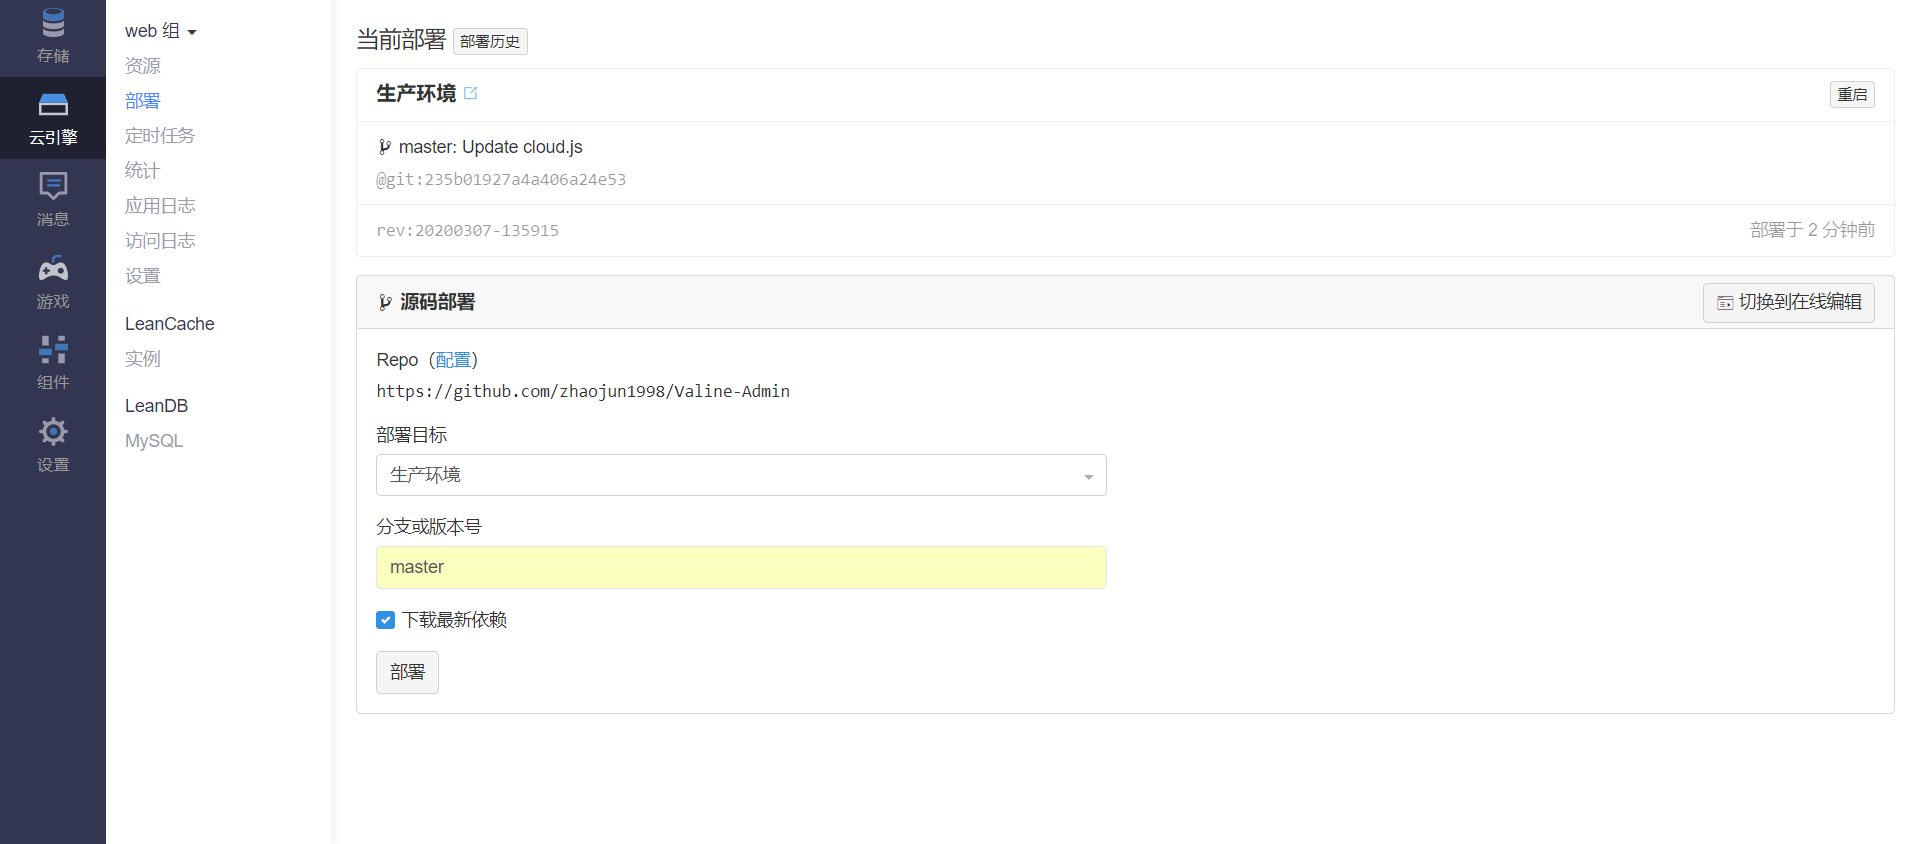 存储
云引擎
消息
游戏
组件
设置
web 组
资源
部署
定时任务
统计
应用日志
访问日志
设置
LeanCache
实例
LeanDB
MySQL
当前部署 部署历史
生产环境 重启
master: Update cloud.js
@git:235b01927a4a406a24e53
rev:20200307-135915 部署于 2 分钟前
源码部署 切换到在线编辑
Repo（配置）
https://github.com/zhaojun1998/Valine-Admin
部署目标
生产环境
分支或版本号
master
下载最新依赖
部署